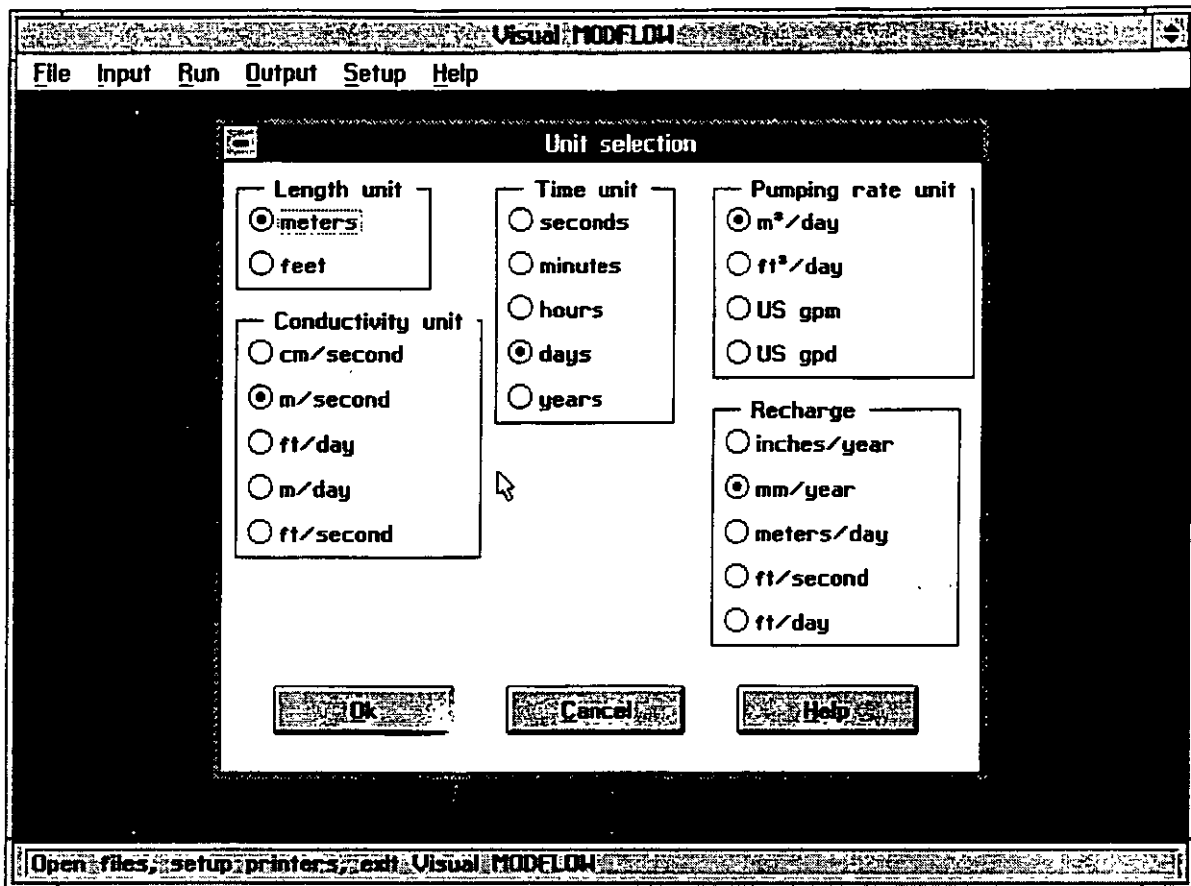 Visual MODFLOW
File Input Run Output Setup Help
Unit selection
Length unit
meters
feet
Conductivity unit
cm/second
m/second
ft/day
m/day
ft/second
Time unit
seconds
minutes
hours
days
years
Pumping rate unit
m³/day
ft³/day
US gpm
US gpd
Recharge
inches/year
mm/year
meters/day
ft/second
ft/day
Ok Cancel Help
Open files, setup printers, exit Visual MODFLOW